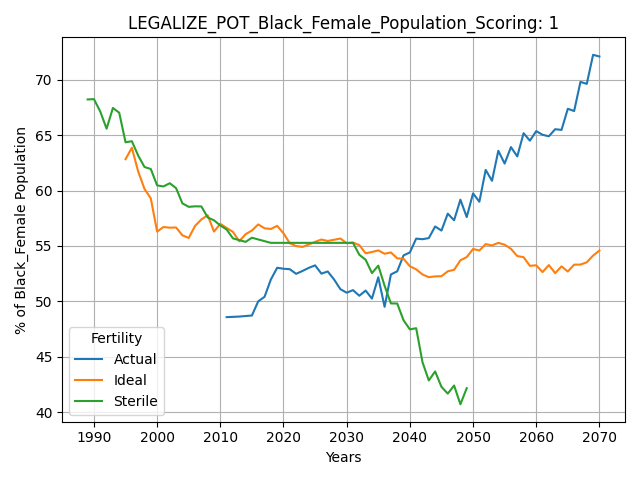 LEGALIZE_POT_Black_Female_Population_Scoring: 1
% of Black_Female Population
70
65
60
55
50
45
40
Fertility
Actual
Ideal
Sterile
1990 2000 2010 2020 2030 2040 2050 2060 2070
Years